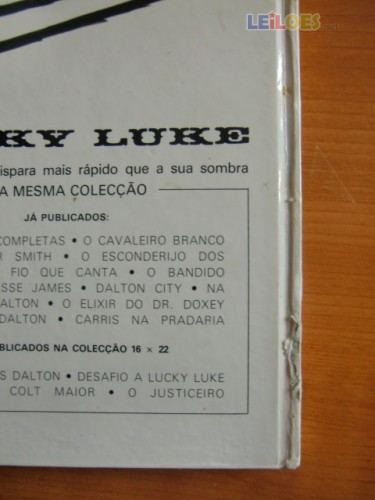 LEiLOES.net
KY LUKE
ispara mais rápido que a sua sombra
A MESMA COLECÇÃO
JÁ PUBLICADOS:
COMPLETAS • O CAVALEIRO BRANCO
R SMITH • O ESCONDERIJO DOS
FIO QUE CANTA • O BANDIDO
SSE JAMES • DALTON CITY • NA
ALTON • O ELIXIR DO DR. DOXEY
DALTON • CARRIS NA PRADARIA
BLICADOS NA COLECÇÃO 16 × 22
S DALTON • DESAFIO A LUCKY LUKE
COLT MAIOR • O JUSTICEIRO